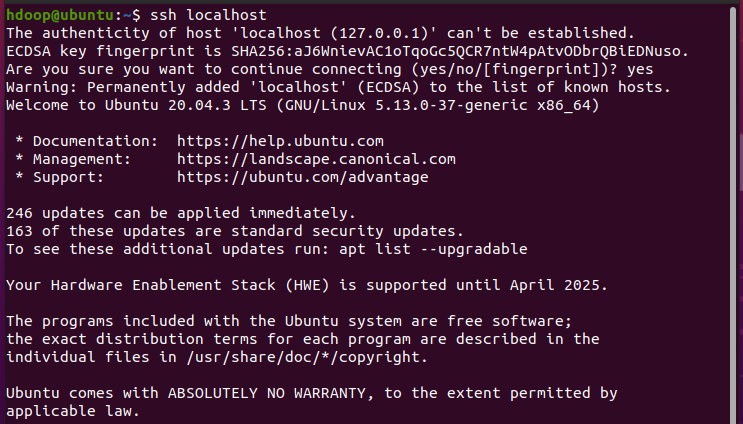 hdoop@ubuntu:~$ ssh localhost
The authenticity of host 'localhost (127.0.0.1)' can't be established.
ECDSA key fingerprint is SHA256:aJ6WnievAC1oTqoGc5QCR7ntW4pAtvODbrQBiEDNuso.
Are you sure you want to continue connecting (yes/no/[fingerprint])? yes
Warning: Permanently added 'localhost' (ECDSA) to the list of known hosts.
Welcome to Ubuntu 20.04.3 LTS (GNU/Linux 5.13.0-37-generic x86_64)
* Documentation:  https://help.ubuntu.com
* Management:     https://landscape.canonical.com
* Support:        https://ubuntu.com/advantage
246 updates can be applied immediately.
163 of these updates are standard security updates.
To see these additional updates run: apt list --upgradable
Your Hardware Enablement Stack (HWE) is supported until April 2025.
The programs included with the Ubuntu system are free software;
the exact distribution terms for each program are described in the
individual files in /usr/share/doc/*/copyright.
Ubuntu comes with ABSOLUTELY NO WARRANTY, to the extent permitted by
applicable law.